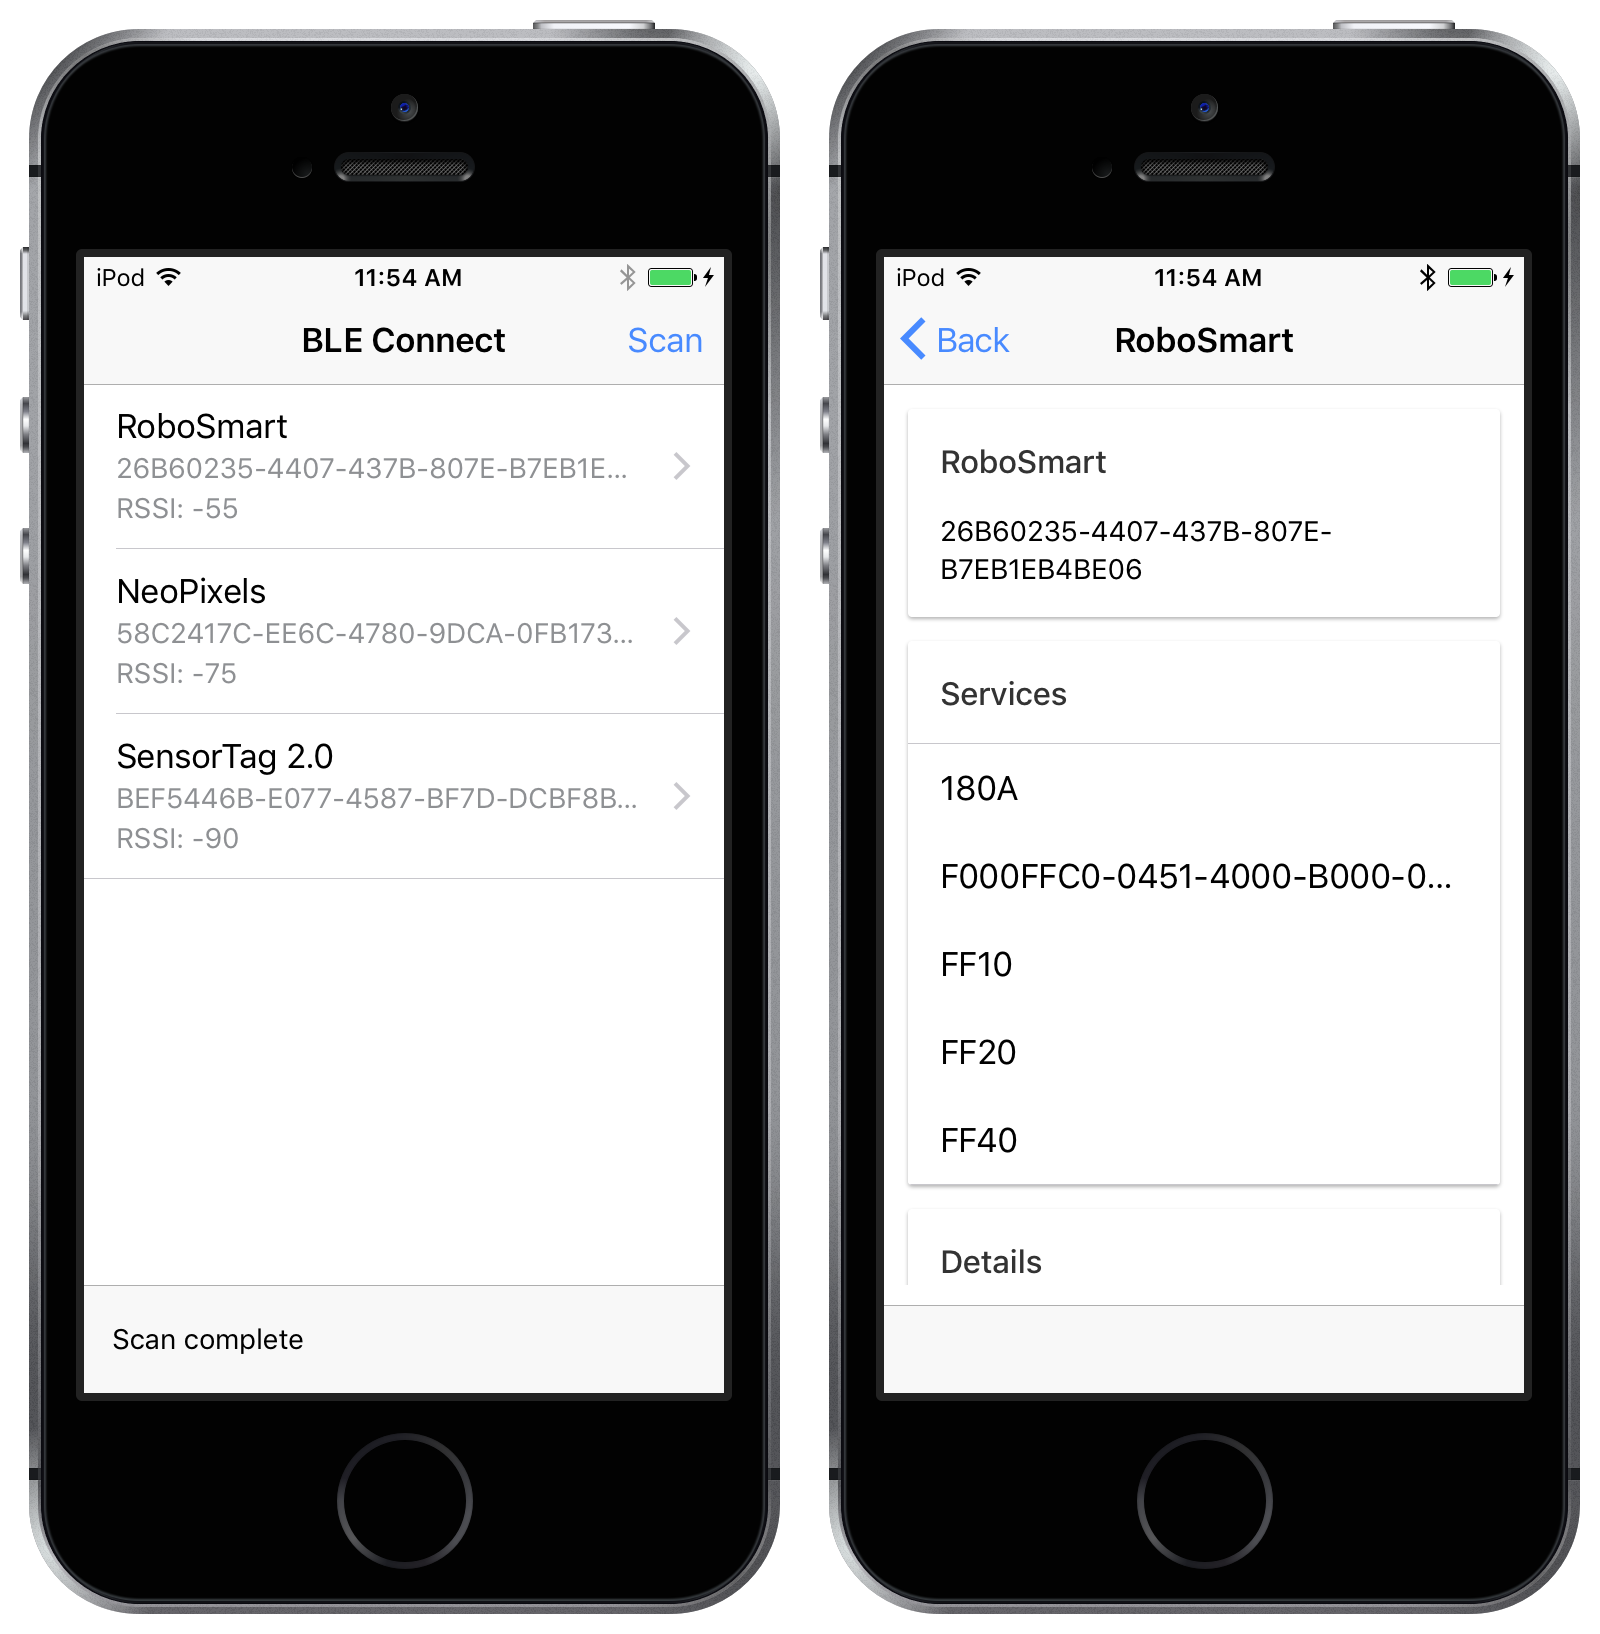 iPod 11:54 AM
BLE Connect Scan
RoboSmart
26B60235-4407-437B-807E-B7EB1E...
RSSI: -55
NeoPixels
58C2417C-EE6C-4780-9DCA-0FB173...
RSSI: -75
SensorTag 2.0
BEF5446B-E077-4587-BF7D-DCBF8B...
RSSI: -90
Scan complete
iPod 11:54 AM
Back RoboSmart
RoboSmart
26B60235-4407-437B-807E-
B7EB1EB4BE06
Services
180A
F000FFC0-0451-4000-B000-0...
FF10
FF20
FF40
Details